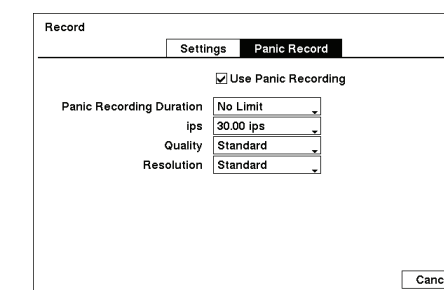 Record
Settings Panic Record
Use Panic Recording
Panic Recording Duration No Limit
ips 30.00 ips
Quality Standard
Resolution Standard
Canc